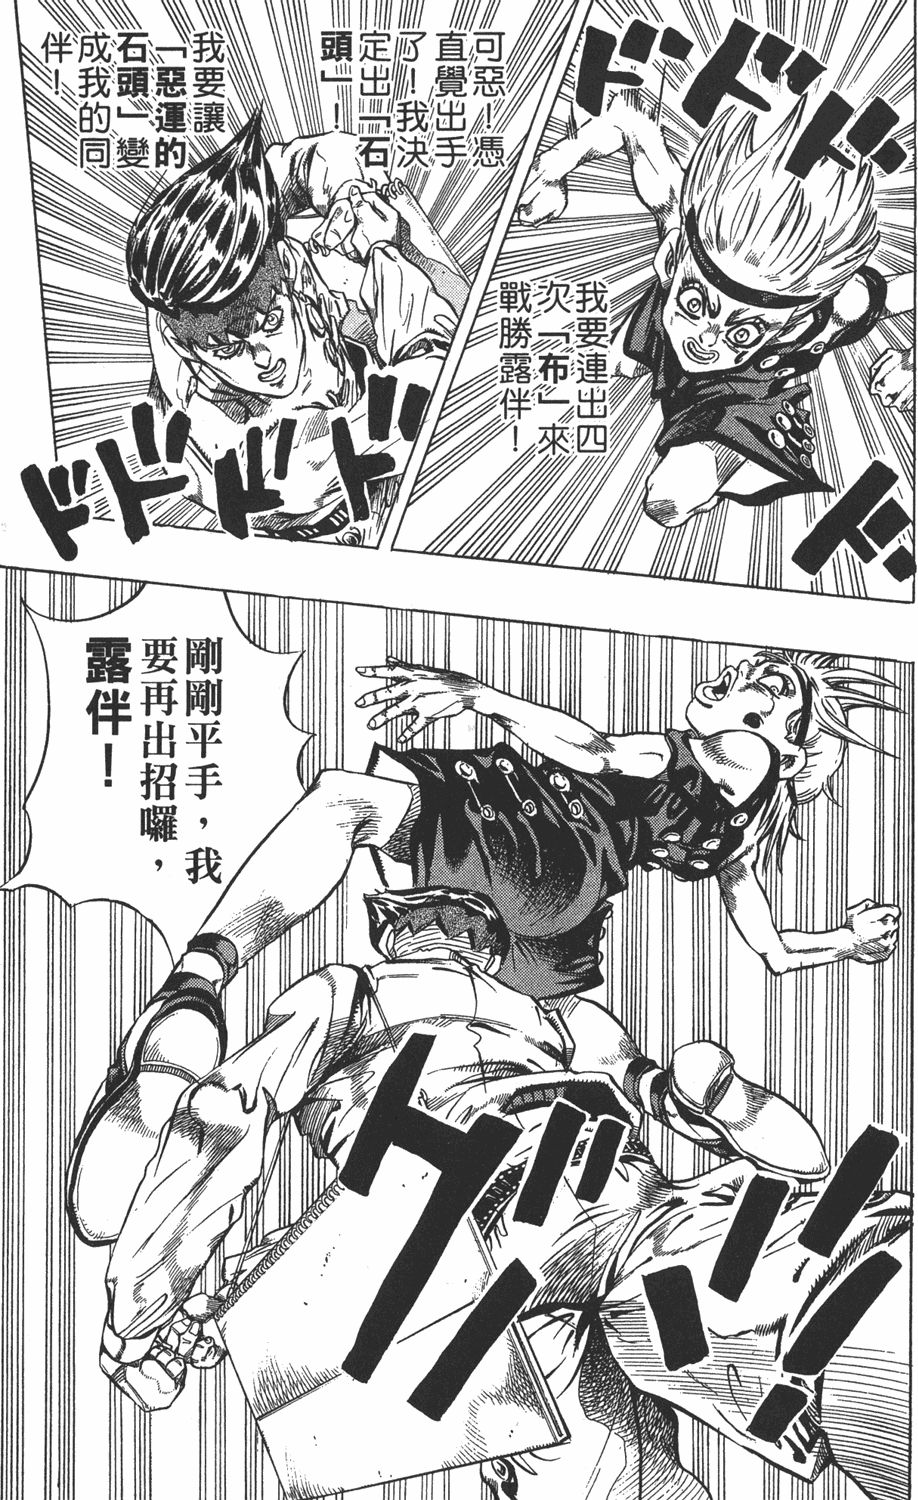 我要連出四
次「布」來
戰勝露伴！
ドドド
ドド
可惡！憑
直覺出手
了！我決
定出「石
頭」！
我要讓
「惡運的
石頭」變
成我的同
伴！
ドドドド
剛剛平手，我
要再出招囉，
露伴！
グッ!!